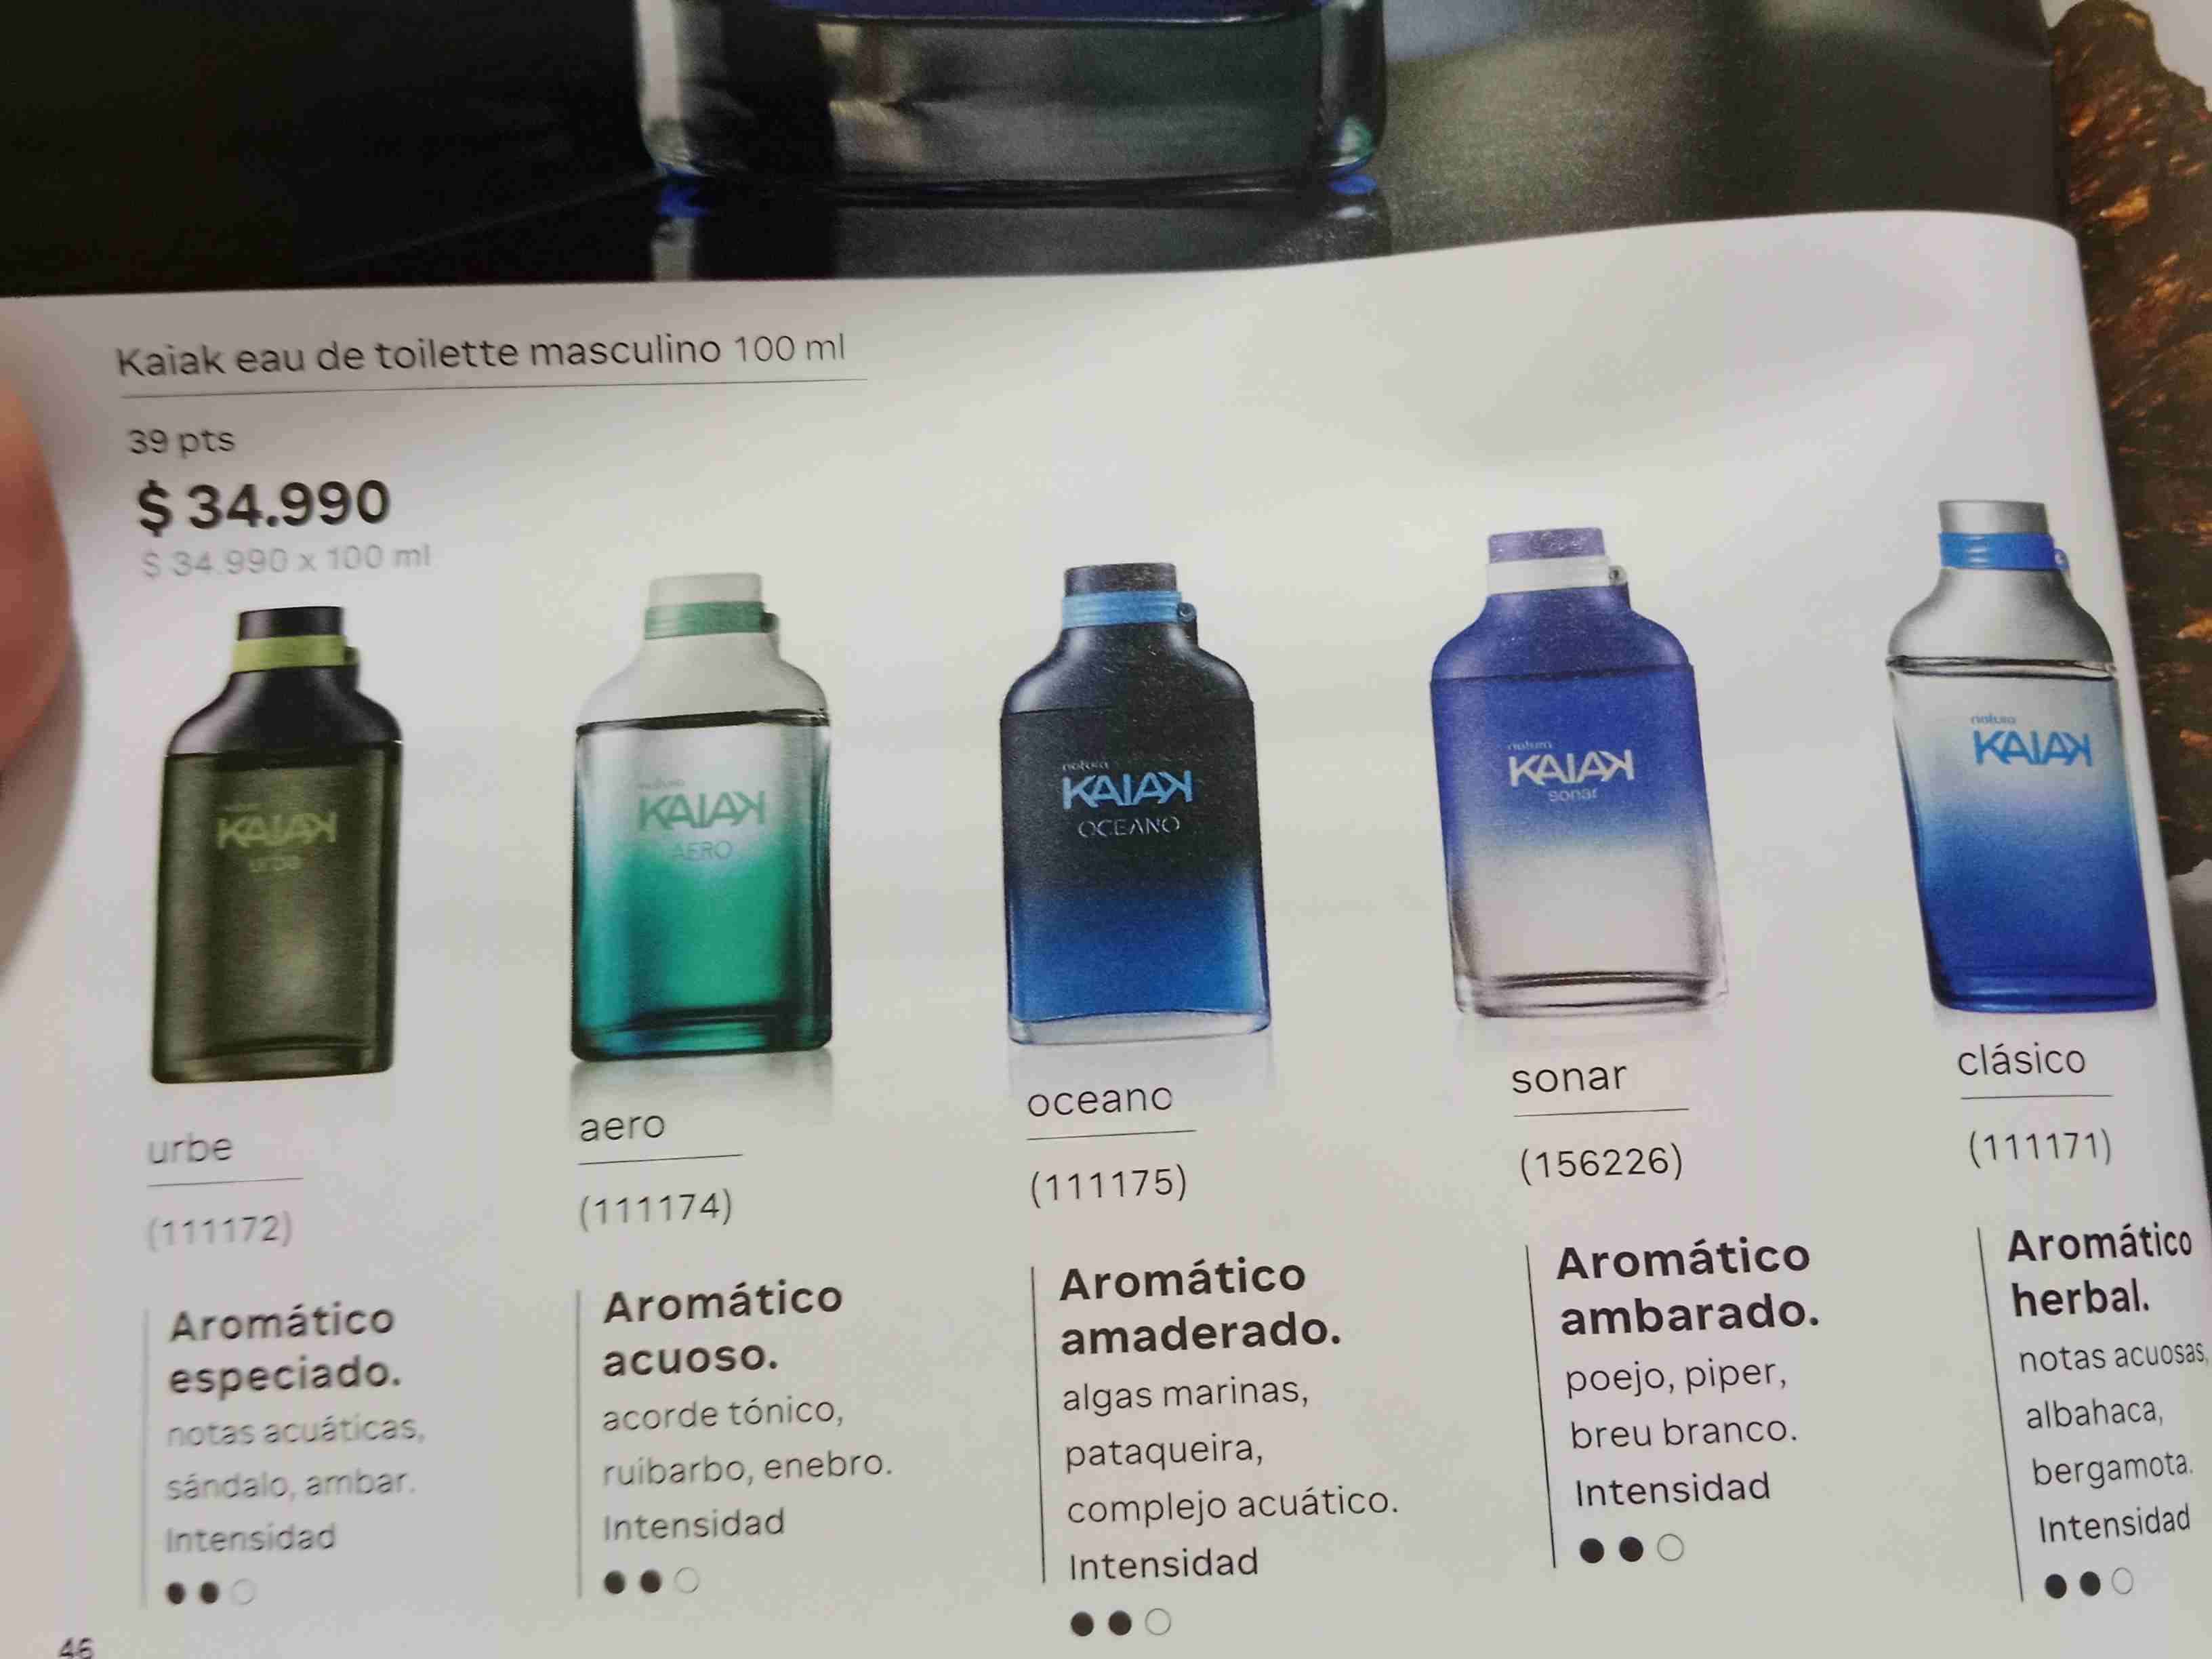 Kaiak eau de toilette masculino 100 ml
39 pts
$ 34.990
$ 34.990 x 100 ml
natura
KAIAK
urbe
natura
KAIAK
AERO
natura
KAIAK
OCEANO
natura
KAIAK
sonar
natura
KAIAK
urbe
(111172)
Aromático
especiado.
notas acuáticas,
sándalo, ambar.
Intensidad
aero
(111174)
Aromático
acuoso.
acorde tónico,
ruibarbo, enebro.
Intensidad
oceano
(111175)
Aromático
amaderado.
algas marinas,
pataqueira,
complejo acuático.
Intensidad
sonar
(156226)
Aromático
ambarado.
poejo, piper,
breu branco.
Intensidad
clásico
(111171)
Aromático
herbal.
notas acuosas,
albahaca,
bergamota.
Intensidad
46